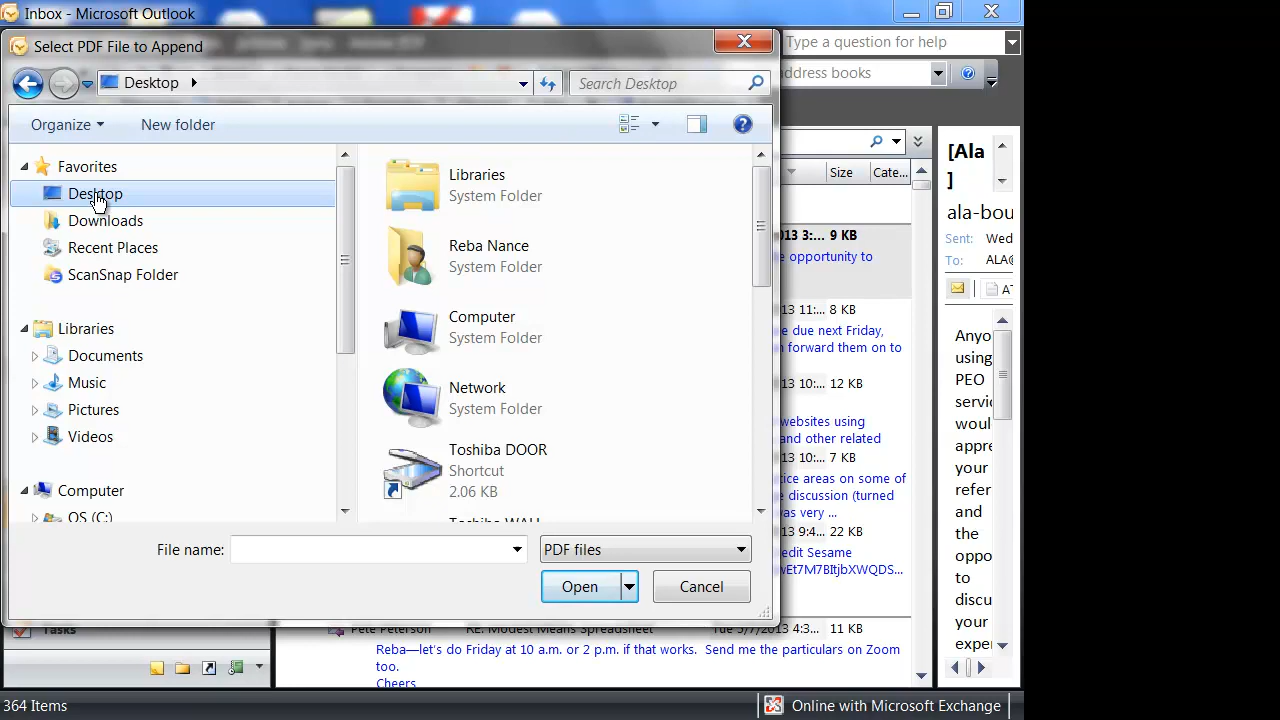 Inbox - Microsoft Outlook
Select PDF File to Append
Type a question for help
Desktop
Search Desktop
address books
Organize
New folder
Favorites
Desktop
Downloads
Recent Places
ScanSnap Folder
Libraries
Documents
Music
Pictures
Videos
Computer
OS (C:)
Libraries
System Folder
Reba Nance
System Folder
Computer
System Folder
Network
System Folder
Toshiba DOOR
Shortcut
2.06 KB
File name:
PDF files
Open
Cancel
Size
Cate...
3:... 9 KB
e opportunity to
13 11:... 8 KB
e due next Friday,
n forward them on to
13 10:... 12 KB
websites using
and other related
13 10:... 7 KB
tice areas on some of
e discussion (turned
was very ...
13 9:4... 22 KB
edit Sesame
Pete Peterson RE: Modest Means Spreadsheet Tue 5/7/2013 4:3... 11 KB
Reba—let's do Friday at 10 a.m. or 2 p.m. if that works. Send me the particulars on Zoom
too.
Cheers
[Ala
]
ala-bou
Sent: Wed
To: ALA@
AT
Anyo
using
PEO
servic
would
appre
your
refer
and
the
oppo
to
discu
your
exper
Tasks
364 Items
Online with Microsoft Exchange